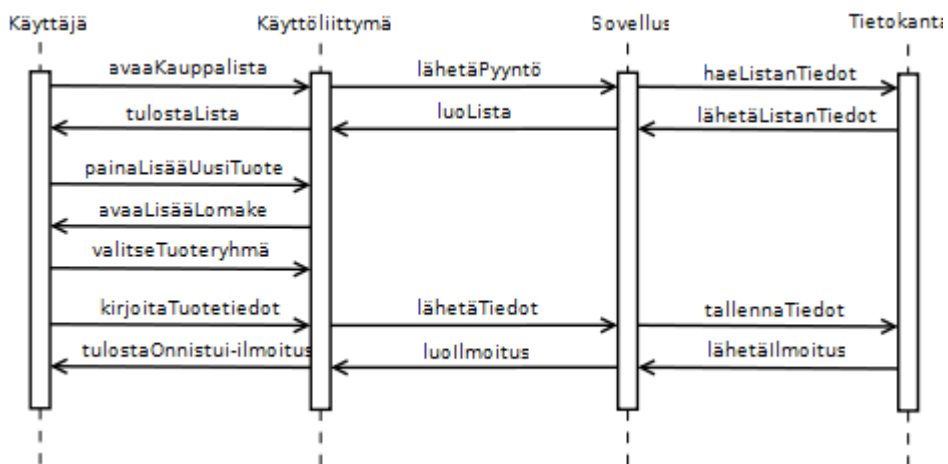 Käyttäjä Käyttöliittymä Sovellus Tietokanta
avaaKauppalista lähetäPyyntö haeListanTiedot
tulostaLista luoLista lähetäListanTiedot
painaLisääUusiTuote
avaaLisääLomake
valitseTuoteryhmä
kirjoitaTuotetiedot lähetäTiedot tallennaTiedot
tulostaOnnistui-ilmoitus luoIlmoitus lähetäIlmoitus